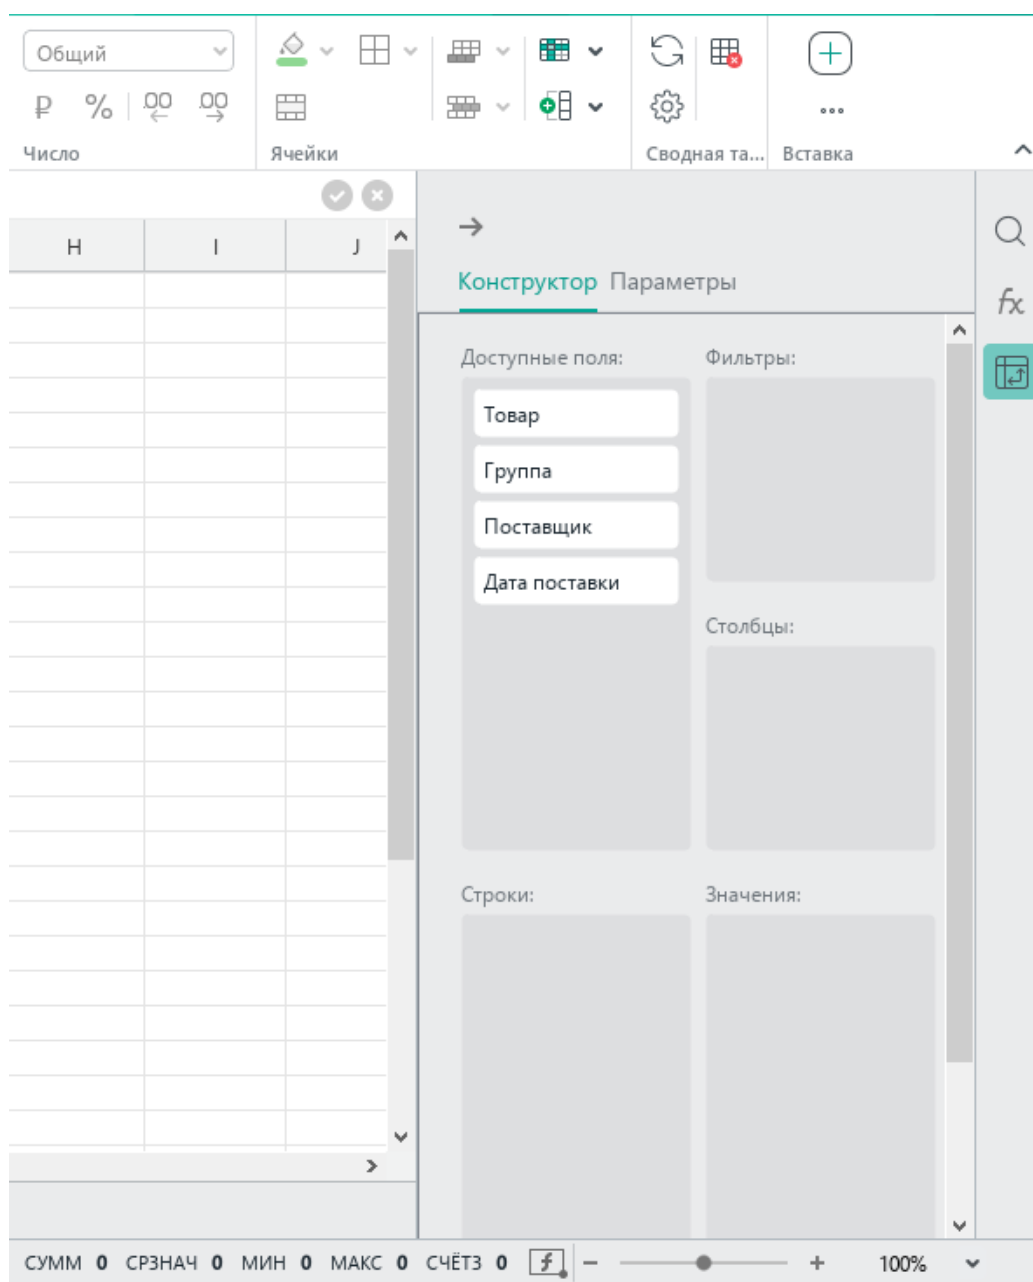 Общий
₽ % .00 .00
Число Ячейки Сводная та... Вставка
H I J
Конструктор Параметры
fx
Доступные поля: Фильтры:
Товар
Группа
Поставщик
Дата поставки
Столбцы:
Строки: Значения:
СУММ 0 СРЗНАЧ 0 МИН 0 МАКС 0 СЧЁТЗ 0 f − + 100%